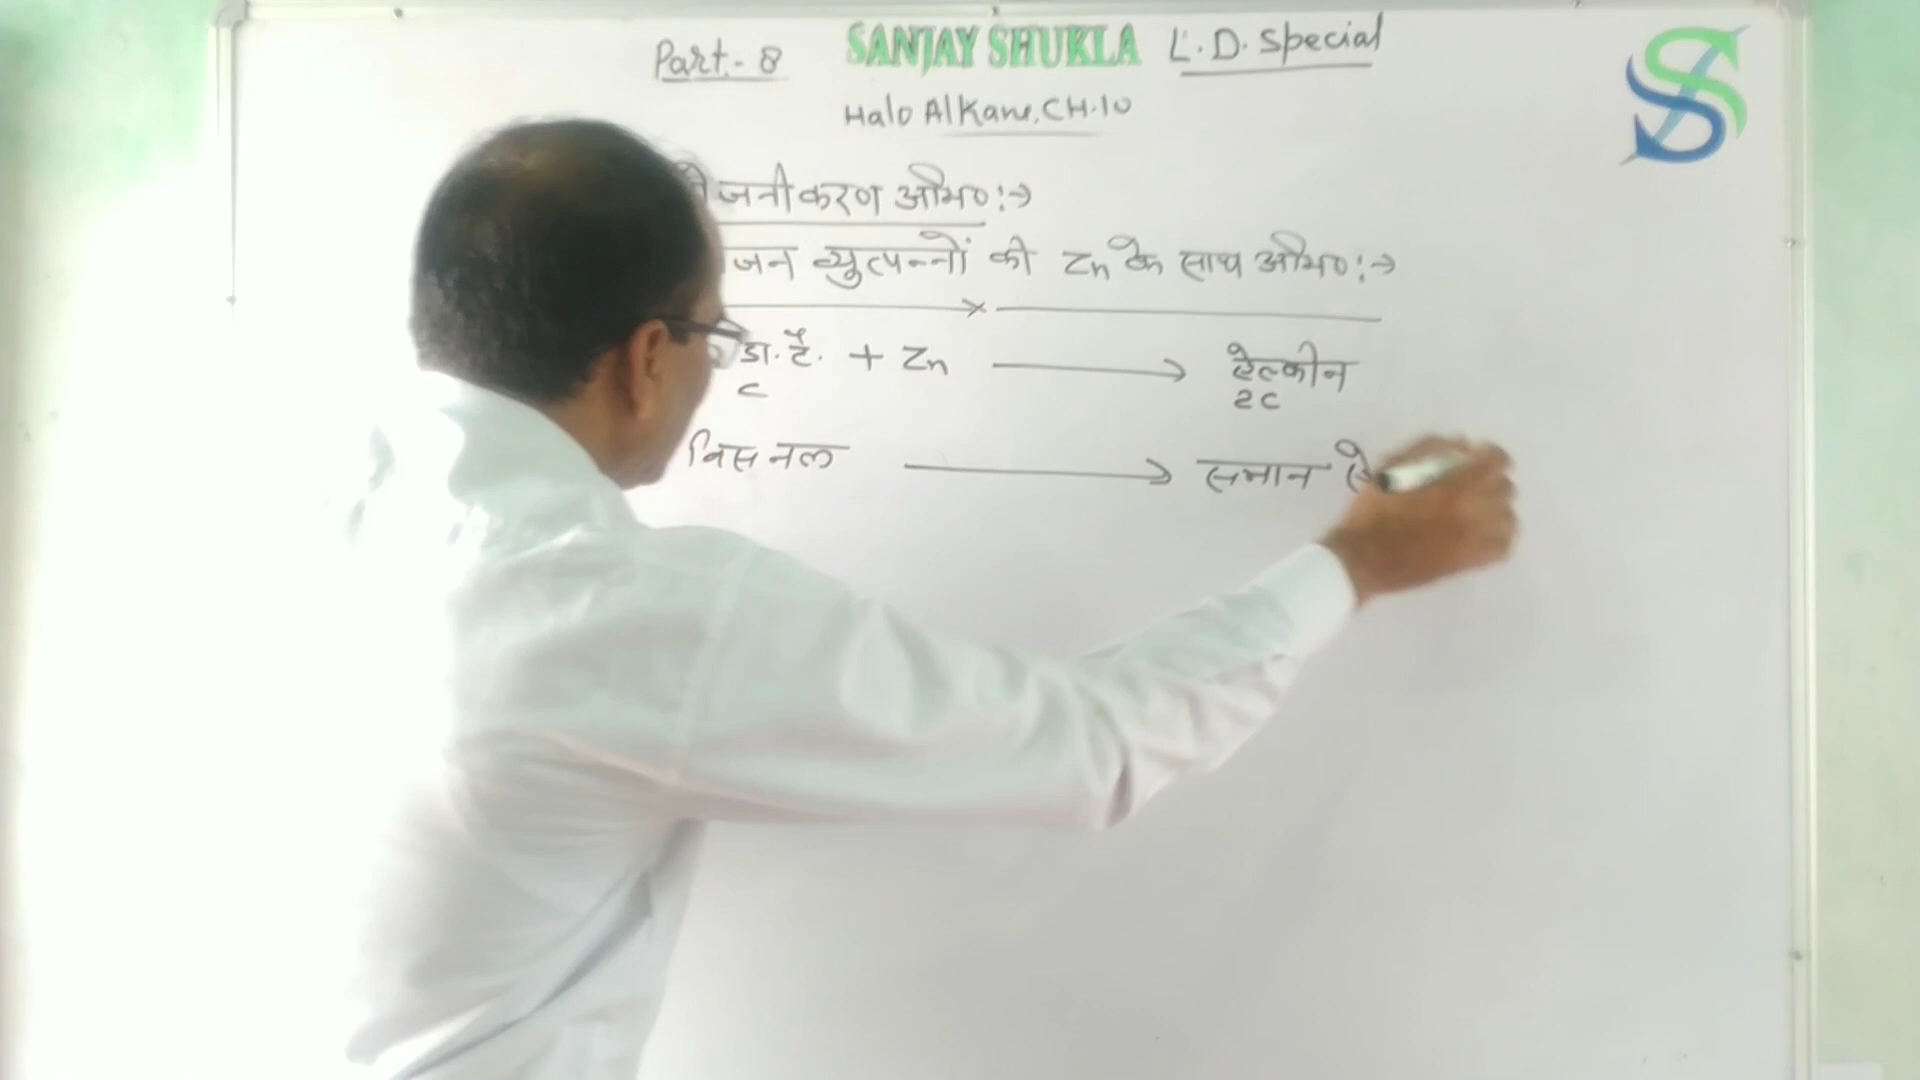 Part - 8 SANJAY SHUKLA L.D. Special
Halo Alkane, CH.10
जनीकरण अभि०:→
जन व्युत्पन्नों की Zn के साथ अभि०:→
+ Zn → ऐल्कीन
C 2C
विस नल → समान